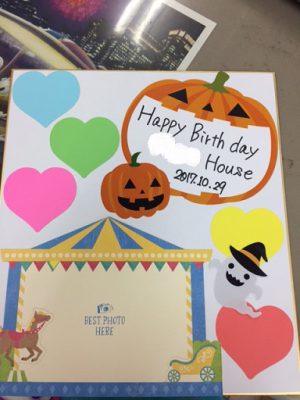 Happy Birth day
House
2017.10.29
BEST PHOTO
HERE